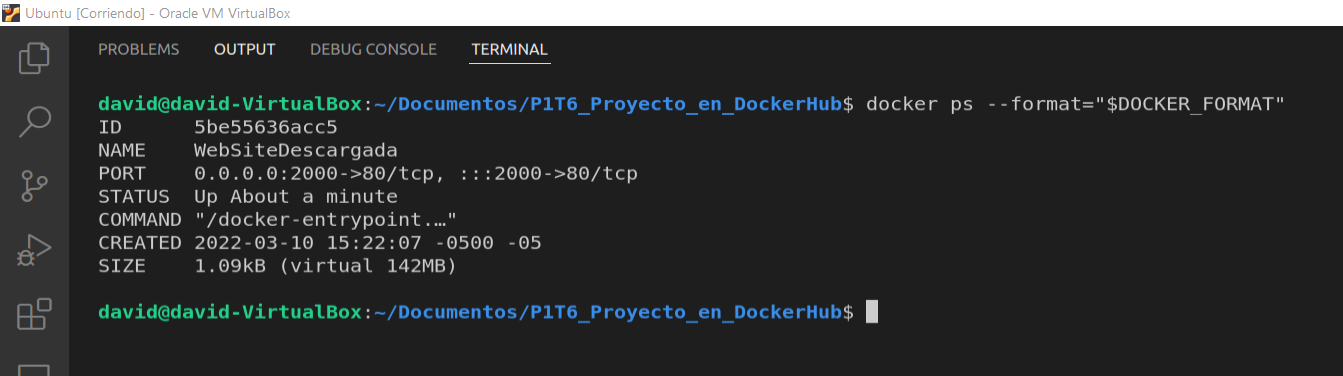 Ubuntu [Corriendo] - Oracle VM VirtualBox
PROBLEMS OUTPUT DEBUG CONSOLE TERMINAL
david@david-VirtualBox:~/Documentos/P1T6_Proyecto_en_DockerHub$ docker ps --format="$DOCKER_FORMAT"
ID      5be55636acc5
NAME    WebSiteDescargada
PORT    0.0.0.0:2000->80/tcp, :::2000->80/tcp
STATUS  Up About a minute
COMMAND "/docker-entrypoint.…"
CREATED 2022-03-10 15:22:07 -0500 -05
SIZE    1.09kB (virtual 142MB)
david@david-VirtualBox:~/Documentos/P1T6_Proyecto_en_DockerHub$